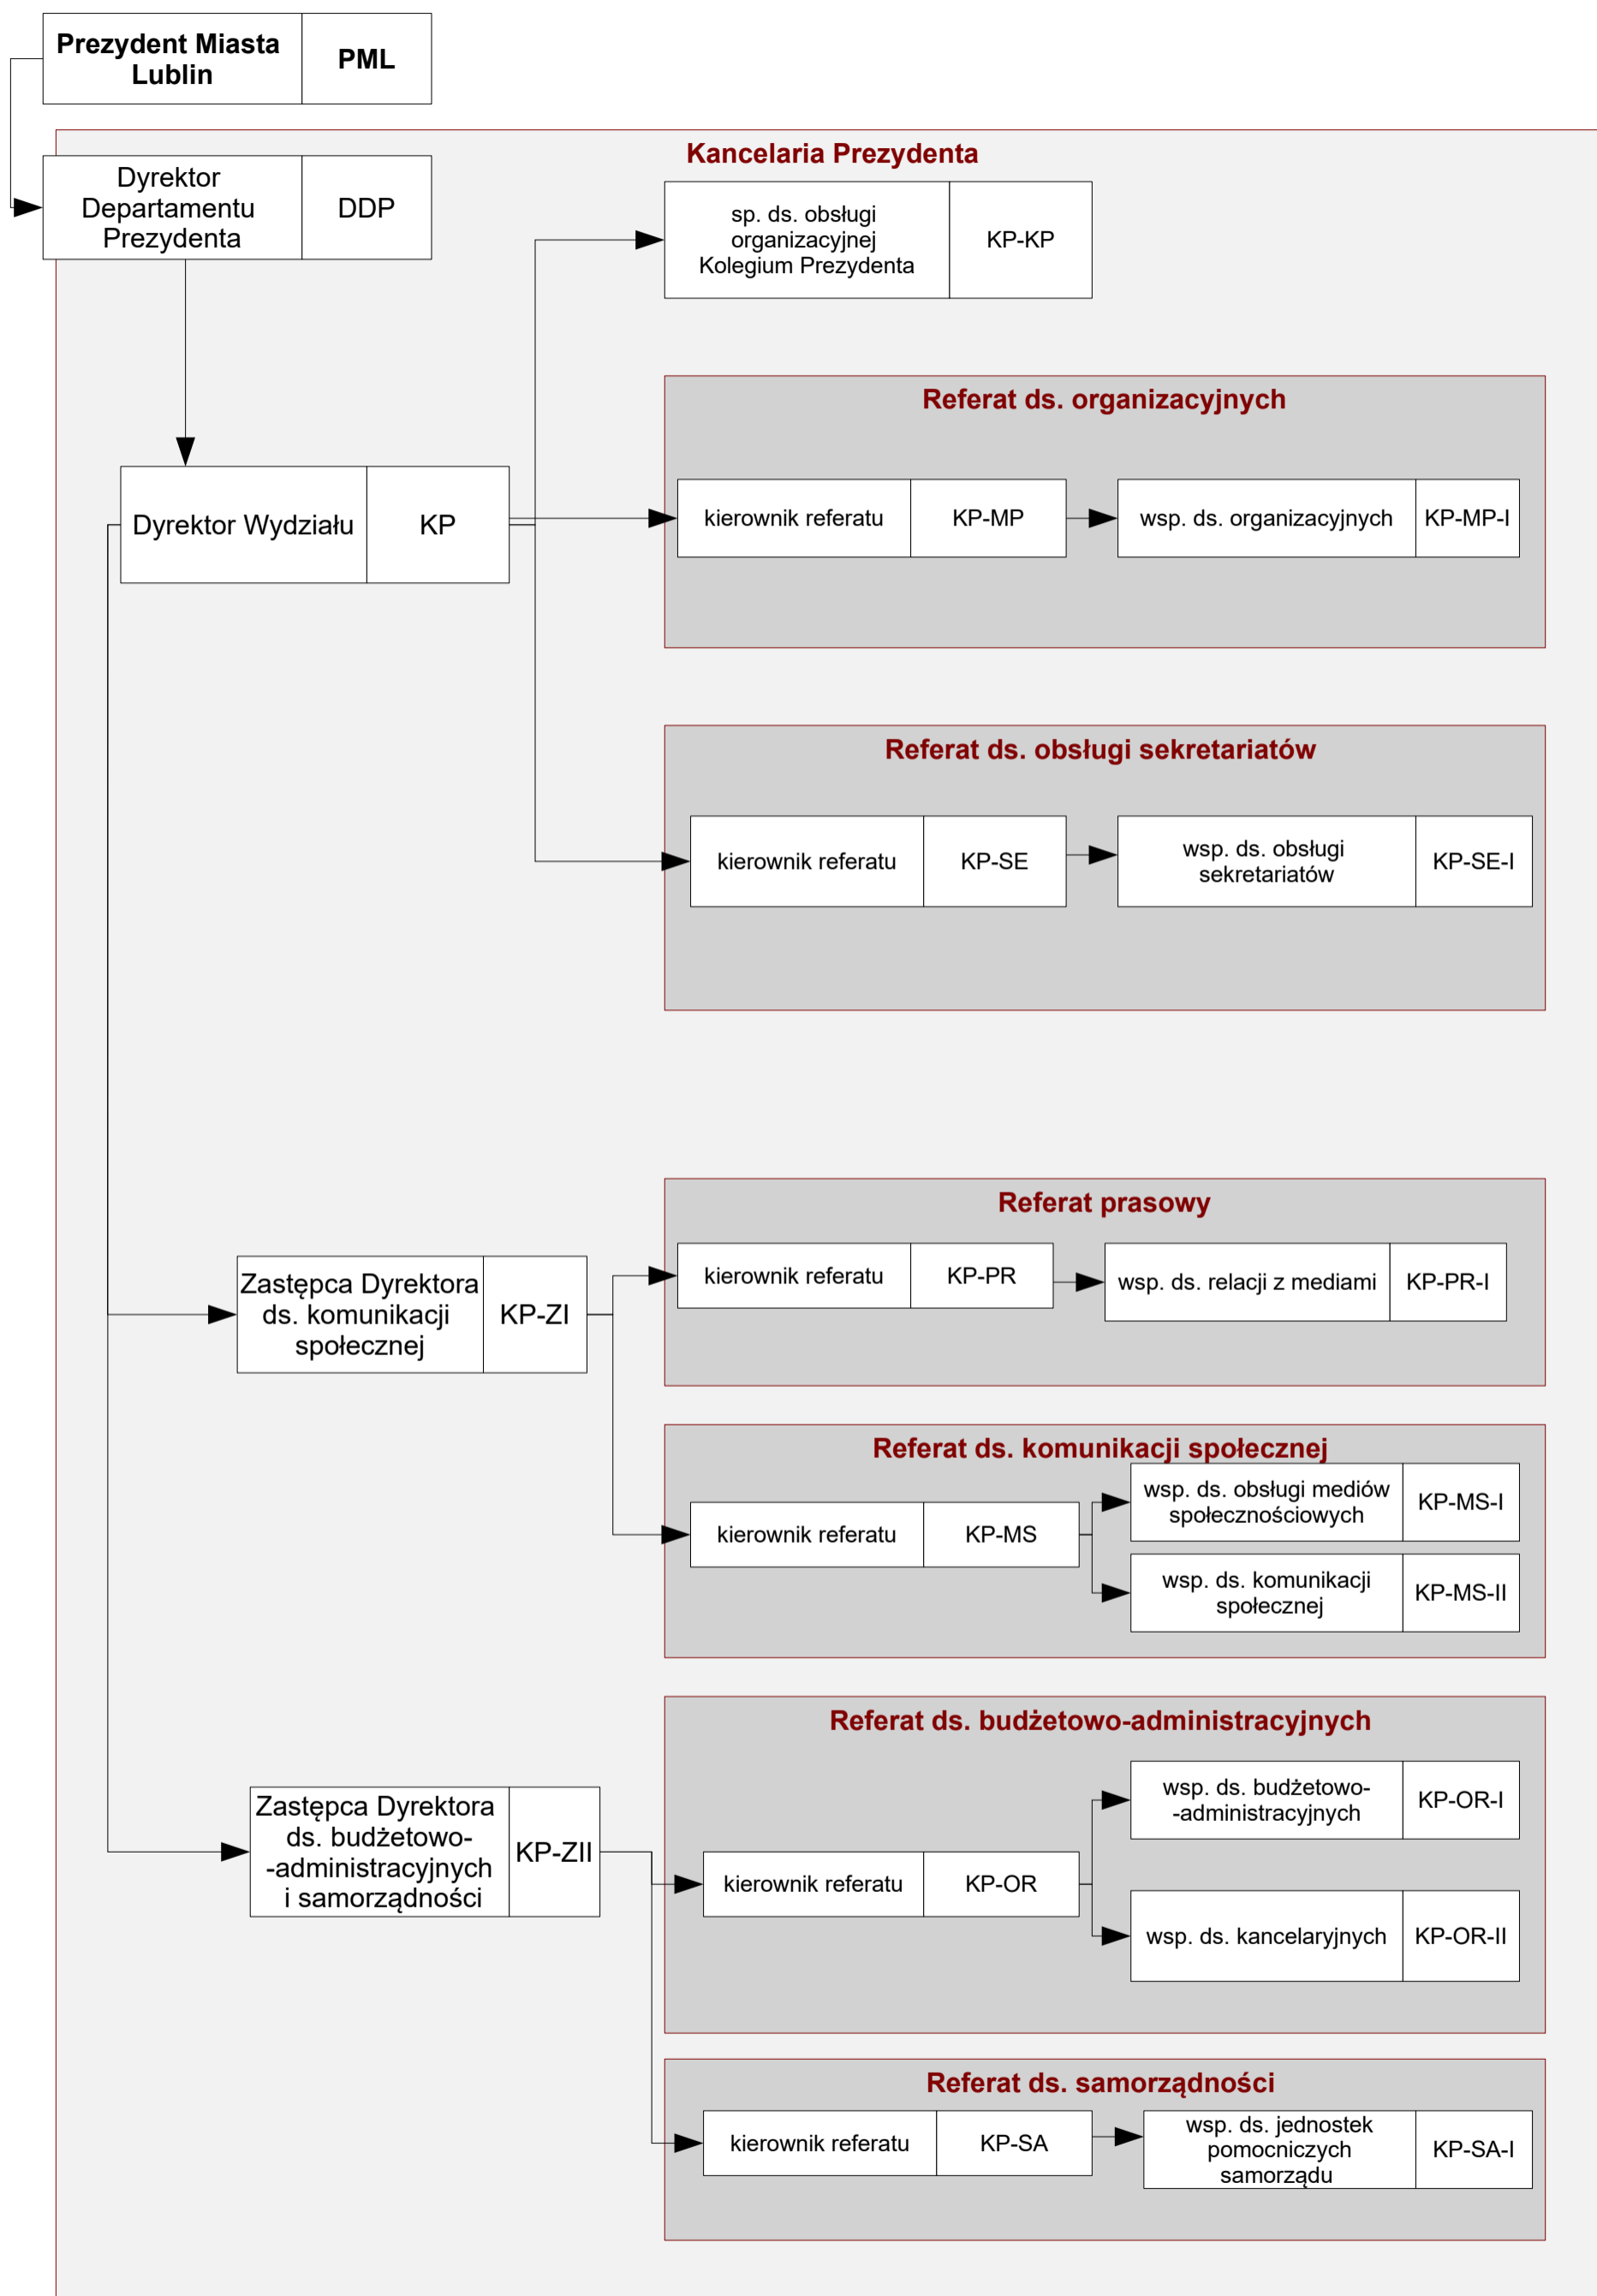 Prezydent Miasta
Lublin
PML
Kancelaria Prezydenta
Dyrektor
Departamentu
Prezydenta
DDP
sp. ds. obsługi
organizacyjnej
Kolegium Prezydenta
KP-KP
Referat ds. organizacyjnych
Dyrektor Wydziału
KP
kierownik referatu
KP-MP
wsp. ds. organizacyjnych
KP-MP-I
Referat ds. obsługi sekretariatów
kierownik referatu
KP-SE
wsp. ds. obsługi
sekretariatów
KP-SE-I
Referat prasowy
Zastępca Dyrektora
ds. komunikacji
społecznej
KP-ZI
kierownik referatu
KP-PR
wsp. ds. relacji z mediami
KP-PR-I
Referat ds. komunikacji społecznej
kierownik referatu
KP-MS
wsp. ds. obsługi mediów
społecznościowych
KP-MS-I
wsp. ds. komunikacji
społecznej
KP-MS-II
Referat ds. budżetowo-administracyjnych
Zastępca Dyrektora
ds. budżetowo-
-administracyjnych
i samorządności
KP-ZII
kierownik referatu
KP-OR
wsp. ds. budżetowo-
-administracyjnych
KP-OR-I
wsp. ds. kancelaryjnych
KP-OR-II
Referat ds. samorządności
kierownik referatu
KP-SA
wsp. ds. jednostek
pomocniczych
samorządu
KP-SA-I